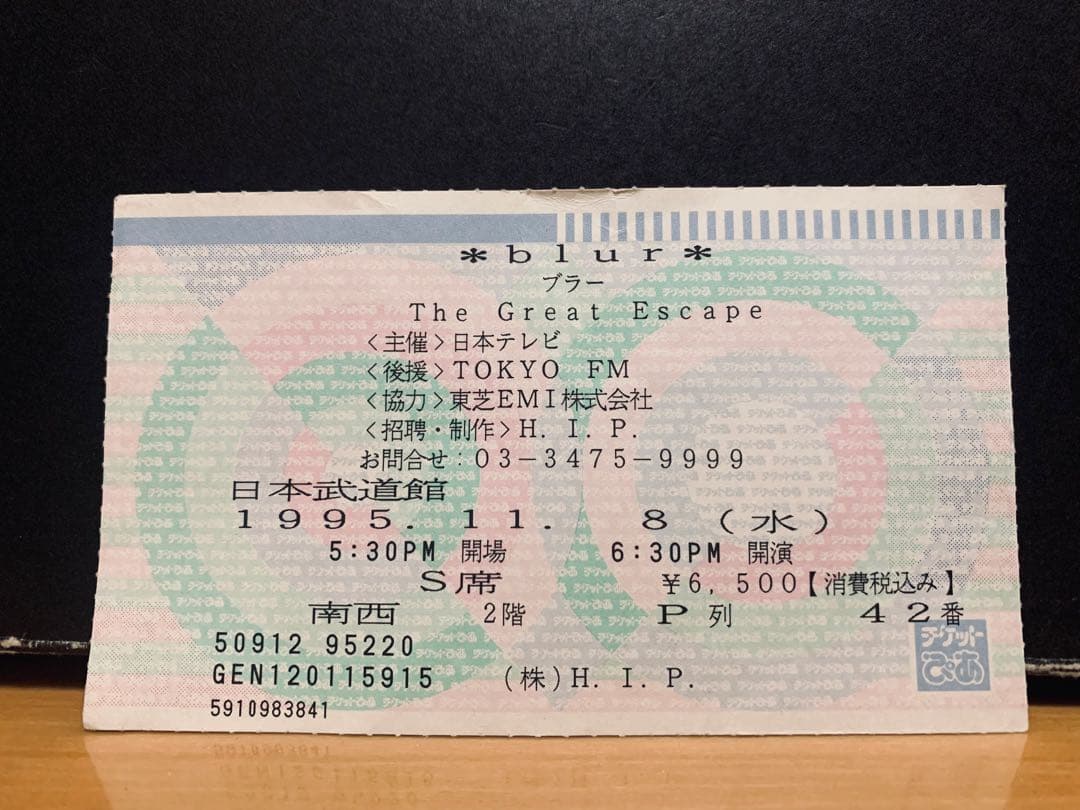 *blur*
ブラー
The Great Escape
<主催>日本テレビ
<後援>TOKYO FM
<協力>東芝EMI株式会社
<招聘・制作>H.I.P.
お問合せ:03-3475-9999
日本武道館
1995.11. 8(水)
5:30PM 開場 6:30PM 開演
S席 ¥6,500【消費税込み】
南西 2階 P列 42番
50912 95220
GEN120115915 (株)H.I.P.
5910983841
チケットぴあ